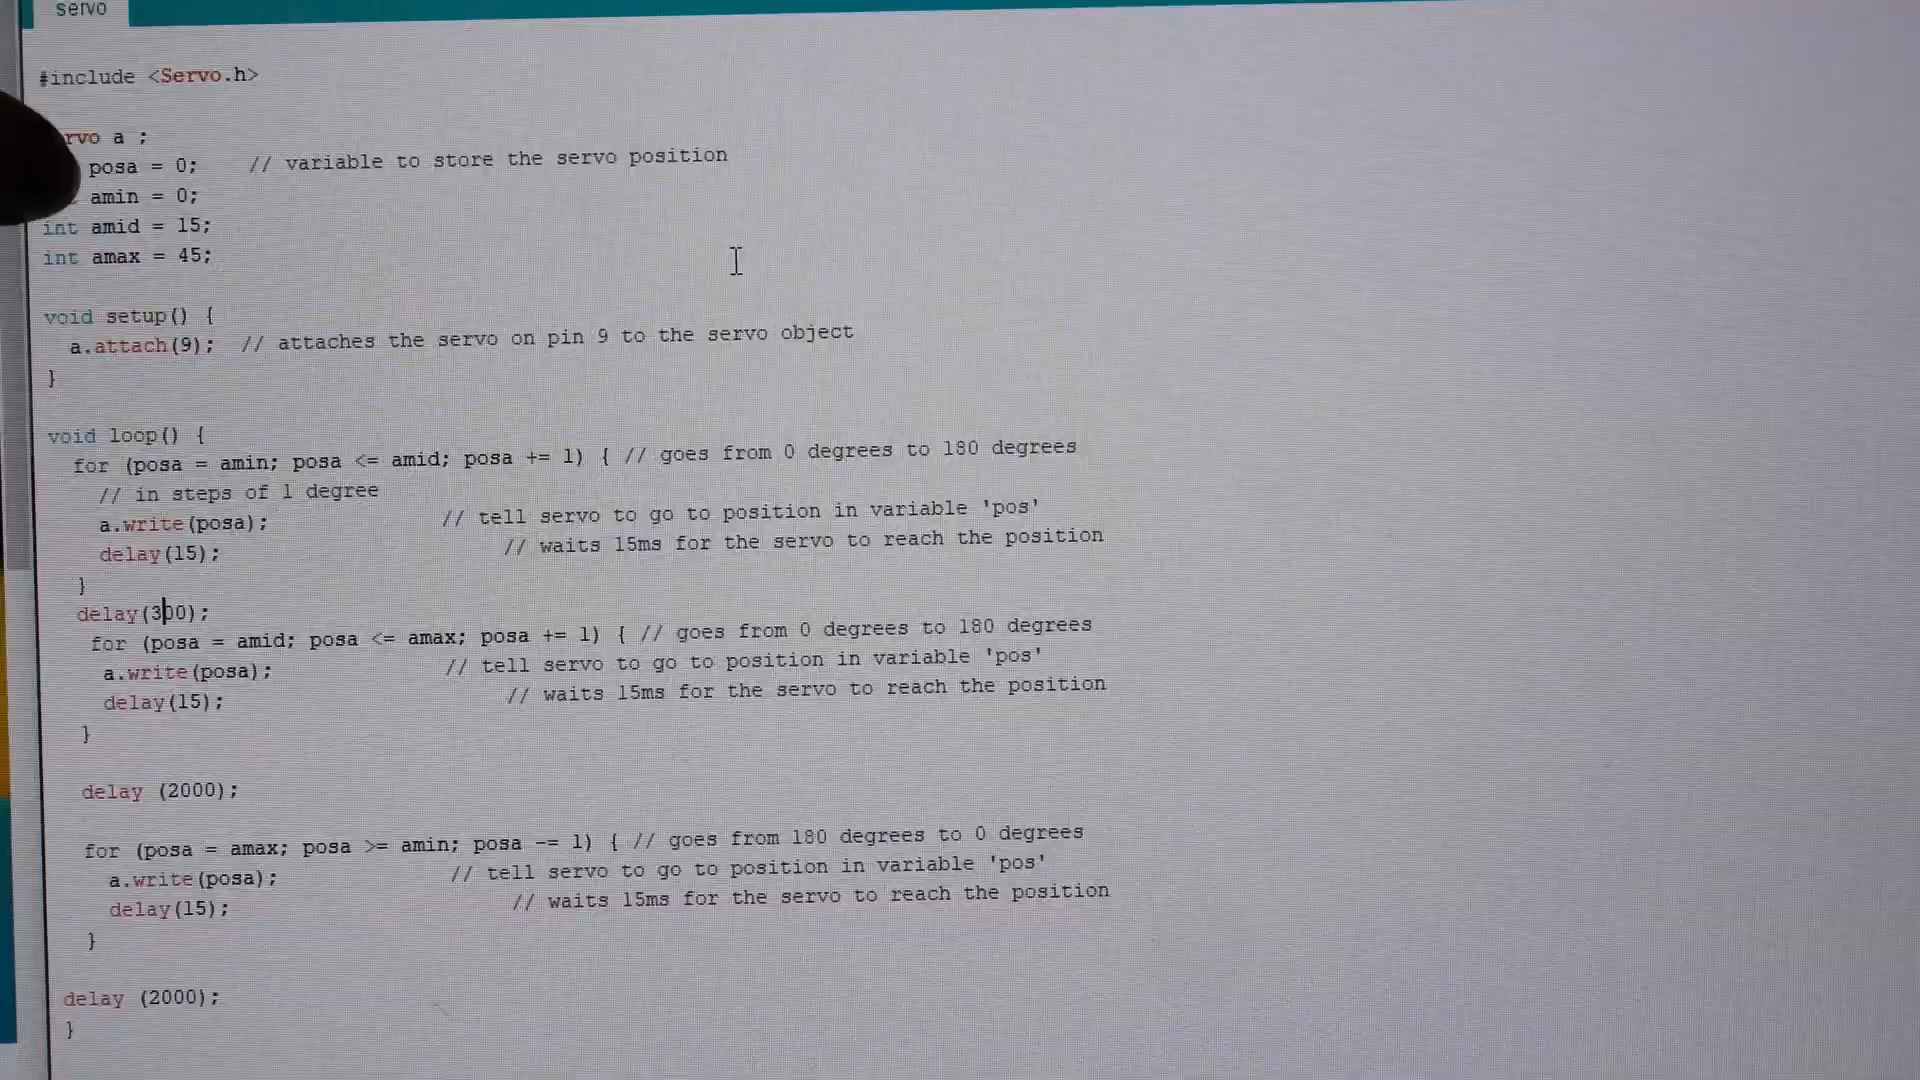 servo
#include <Servo.h>
rvo a ;
posa = 0; // variable to store the servo position
amin = 0;
int amid = 15;
int amax = 45;
void setup() {
a.attach(9); // attaches the servo on pin 9 to the servo object
}
void loop() {
for (posa = amin; posa <= amid; posa += 1) { // goes from 0 degrees to 180 degrees
// in steps of 1 degree
a.write(posa); // tell servo to go to position in variable 'pos'
delay(15); // waits 15ms for the servo to reach the position
}
delay(300);
for (posa = amid; posa <= amax; posa += 1) { // goes from 0 degrees to 180 degrees
a.write(posa); // tell servo to go to position in variable 'pos'
delay(15); // waits 15ms for the servo to reach the position
}
delay (2000);
for (posa = amax; posa >= amin; posa -= 1) { // goes from 180 degrees to 0 degrees
a.write(posa); // tell servo to go to position in variable 'pos'
delay(15); // waits 15ms for the servo to reach the position
}
delay (2000);
}